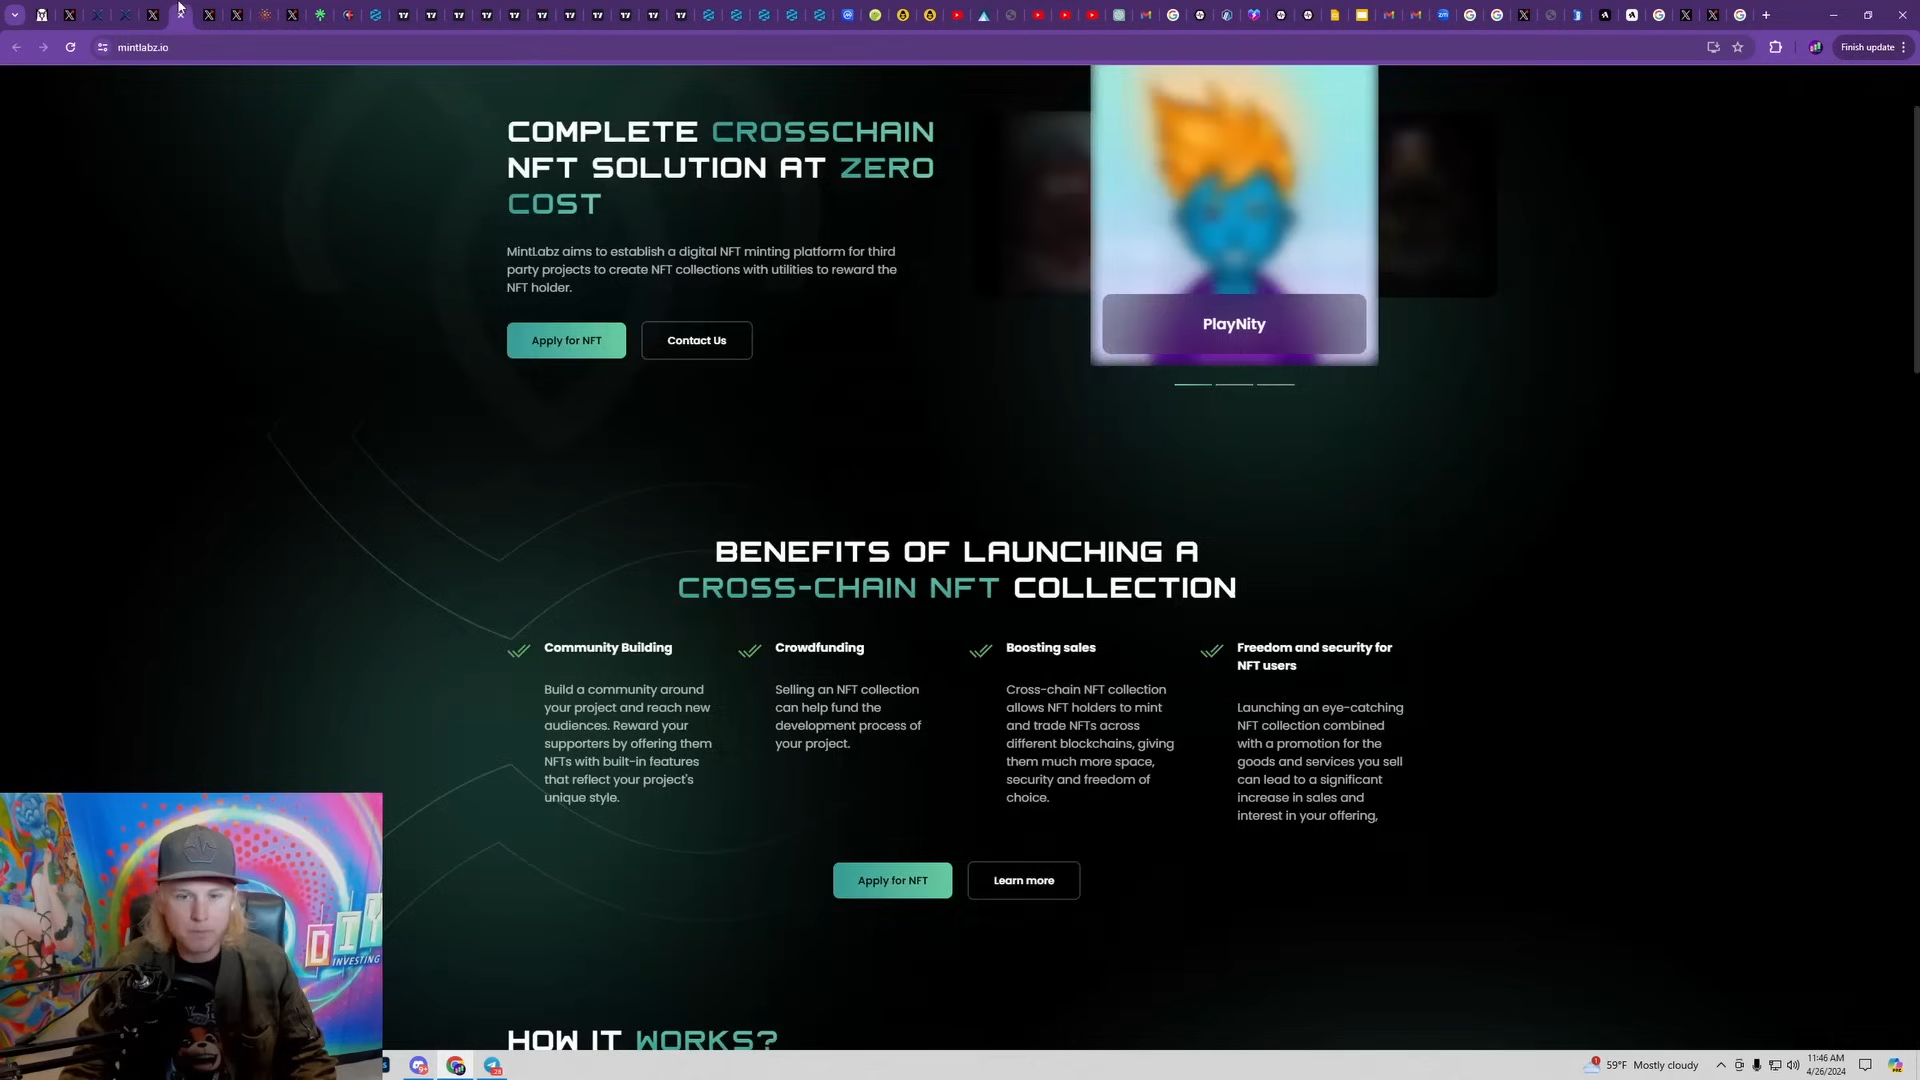 mintlabz.io
Finish update
COMPLETE CROSSCHAIN
NFT SOLUTION AT ZERO
COST
MintLabz aims to establish a digital NFT minting platform for third
party projects to create NFT collections with utilities to reward the
NFT holder.
Apply for NFT
Contact Us
PlayNity
BENEFITS OF LAUNCHING A
CROSS-CHAIN NFT COLLECTION
Community Building
Build a community around
your project and reach new
audiences. Reward your
supporters by offering them
NFTs with built-in features
that reflect your project's
unique style.
Crowdfunding
Selling an NFT collection
can help fund the
development process of
your project.
Boosting sales
Cross-chain NFT collection
allows NFT holders to mint
and trade NFTs across
different blockchains, giving
them much more space,
security and freedom of
choice.
Freedom and security for
NFT users
Launching an eye-catching
NFT collection combined
with a promotion for the
goods and services you sell
can lead to a significant
increase in sales and
interest in your offering,
Apply for NFT
Learn more
HOW IT WORKS?
DIY
INVESTING
59°F Mostly cloudy
11:46 AM
4/26/2024